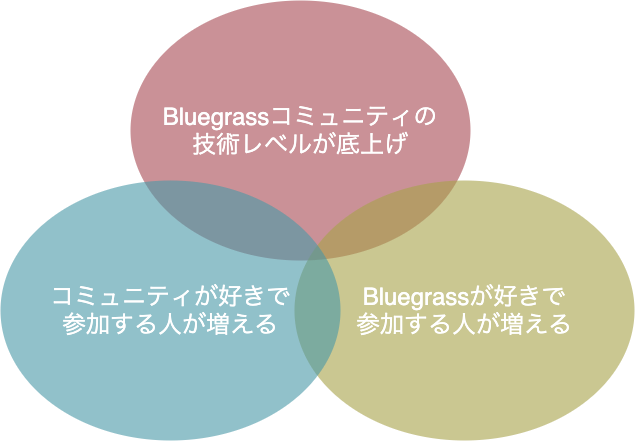 Bluegrassコミュニティの
技術レベルが底上げ
コミュニティが好きで
参加する人が増える
Bluegrassが好きで
参加する人が増える